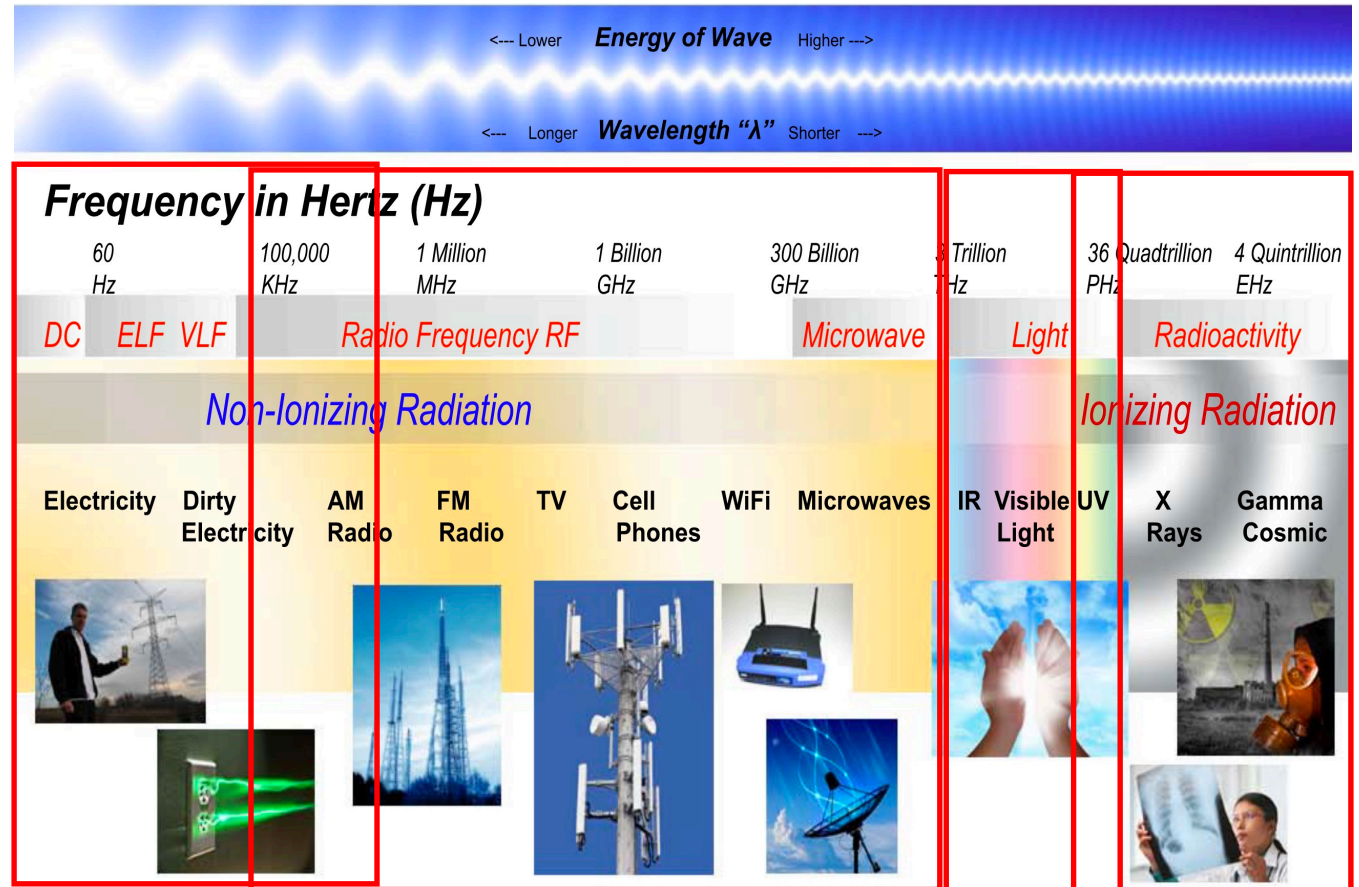 <--- Lower Energy of Wave Higher --->
<--- Longer Wavelength “λ” Shorter --->
Frequency in Hertz (Hz)
60 100,000 1 Million 1 Billion 300 Billion 3 Trillion 36 Quadtrillion 4 Quintrillion
Hz KHz MHz GHz GHz THz PHz EHz
DC ELF VLF Radio Frequency RF Microwave Light Radioactivity
Non-Ionizing Radiation Ionizing Radiation
Electricity Dirty AM FM TV Cell WiFi Microwaves IR Visible UV X Gamma
Electricity Radio Radio Phones Light Rays Cosmic